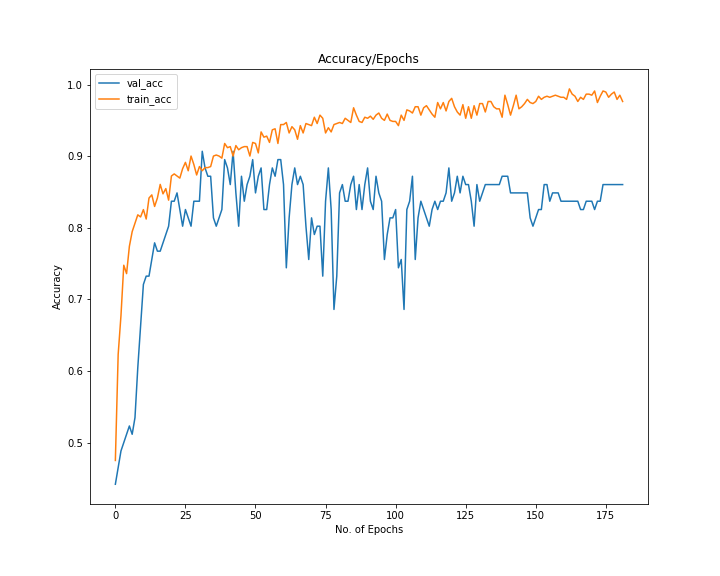 Accuracy/Epochs
val_acc
train_acc
1.0
0.9
0.8
0.7
0.6
0.5
Accuracy
0 25 50 75 100 125 150 175
No. of Epochs